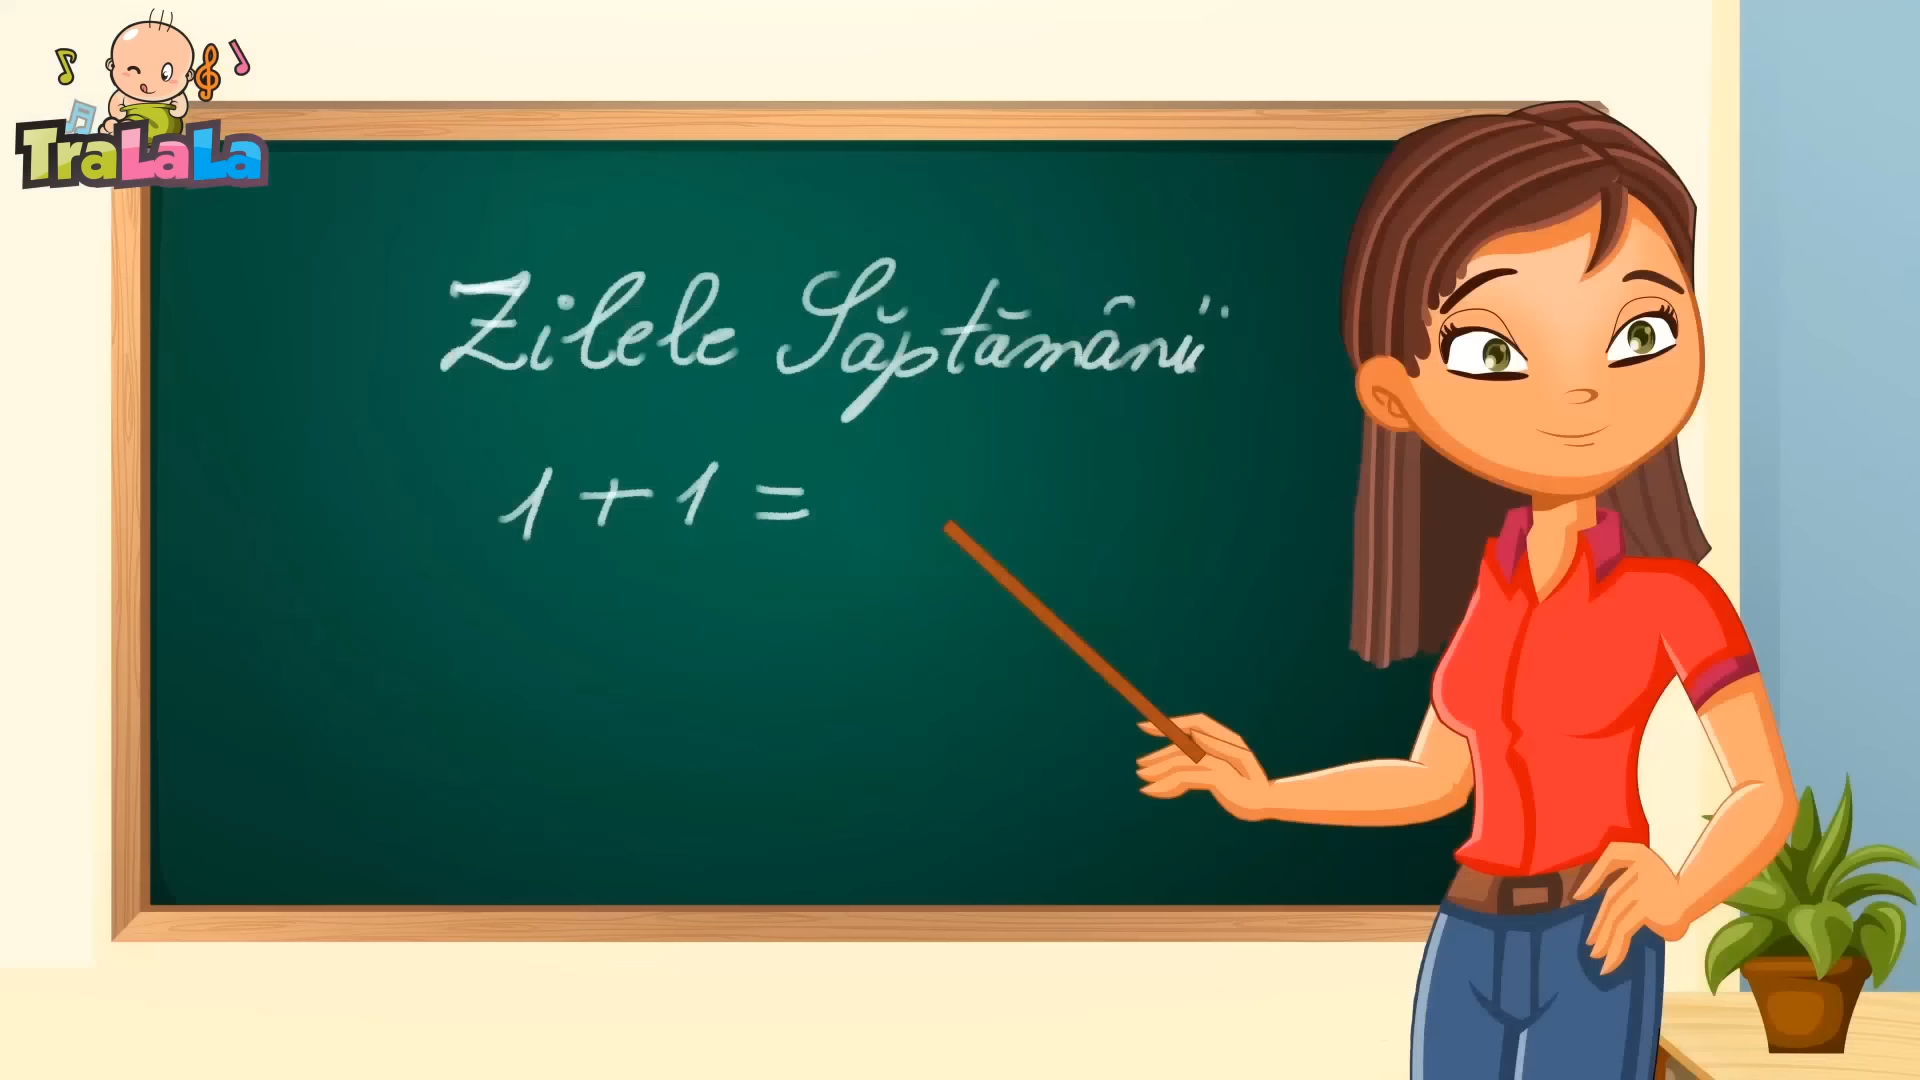 TraLaLa
Zilele Săptămânii
1 + 1 =